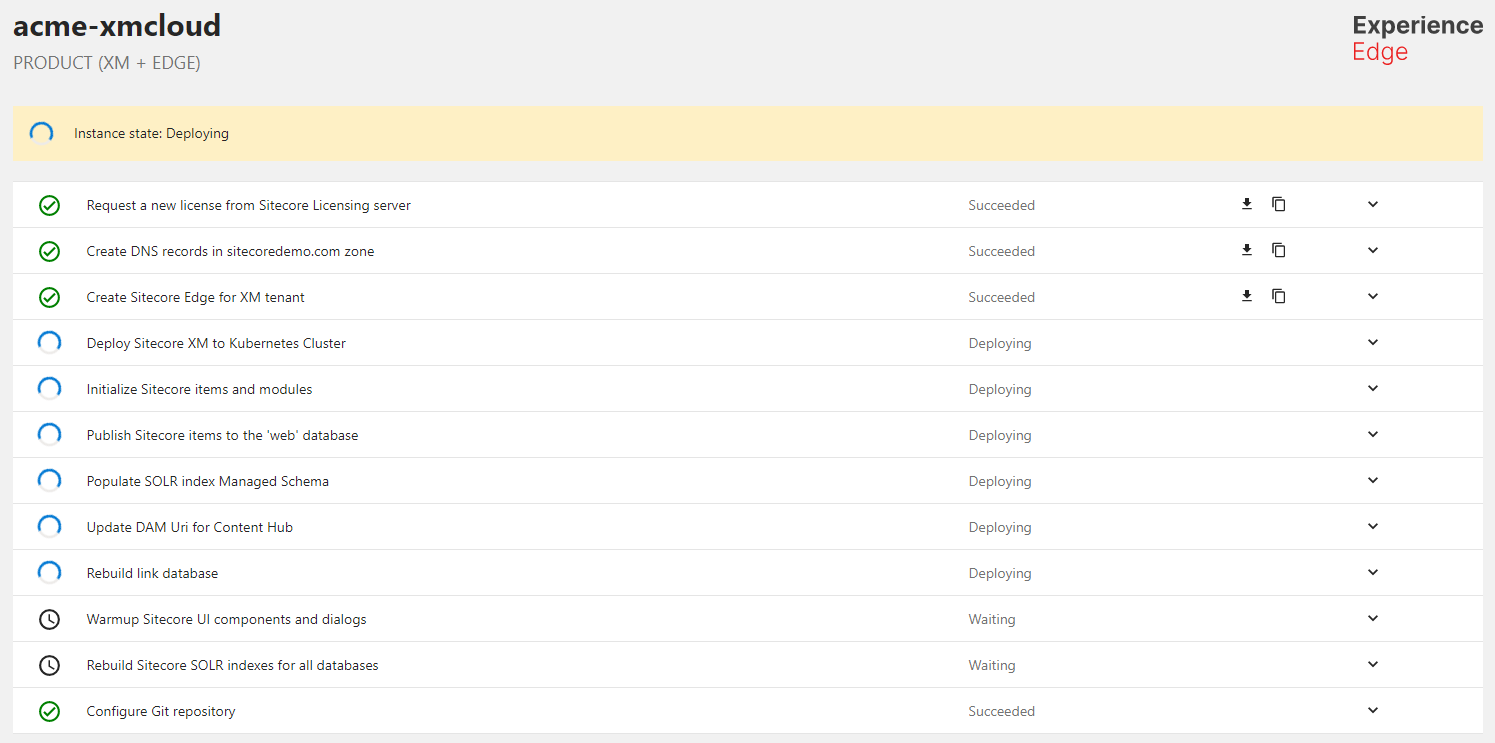 acme-xmcloud
PRODUCT (XM + EDGE)
Experience
Edge
Instance state: Deploying
Request a new license from Sitecore Licensing server Succeeded
Create DNS records in sitecoredemo.com zone Succeeded
Create Sitecore Edge for XM tenant Succeeded
Deploy Sitecore XM to Kubernetes Cluster Deploying
Initialize Sitecore items and modules Deploying
Publish Sitecore items to the 'web' database Deploying
Populate SOLR index Managed Schema Deploying
Update DAM Uri for Content Hub Deploying
Rebuild link database Deploying
Warmup Sitecore UI components and dialogs Waiting
Rebuild Sitecore SOLR indexes for all databases Waiting
Configure Git repository Succeeded